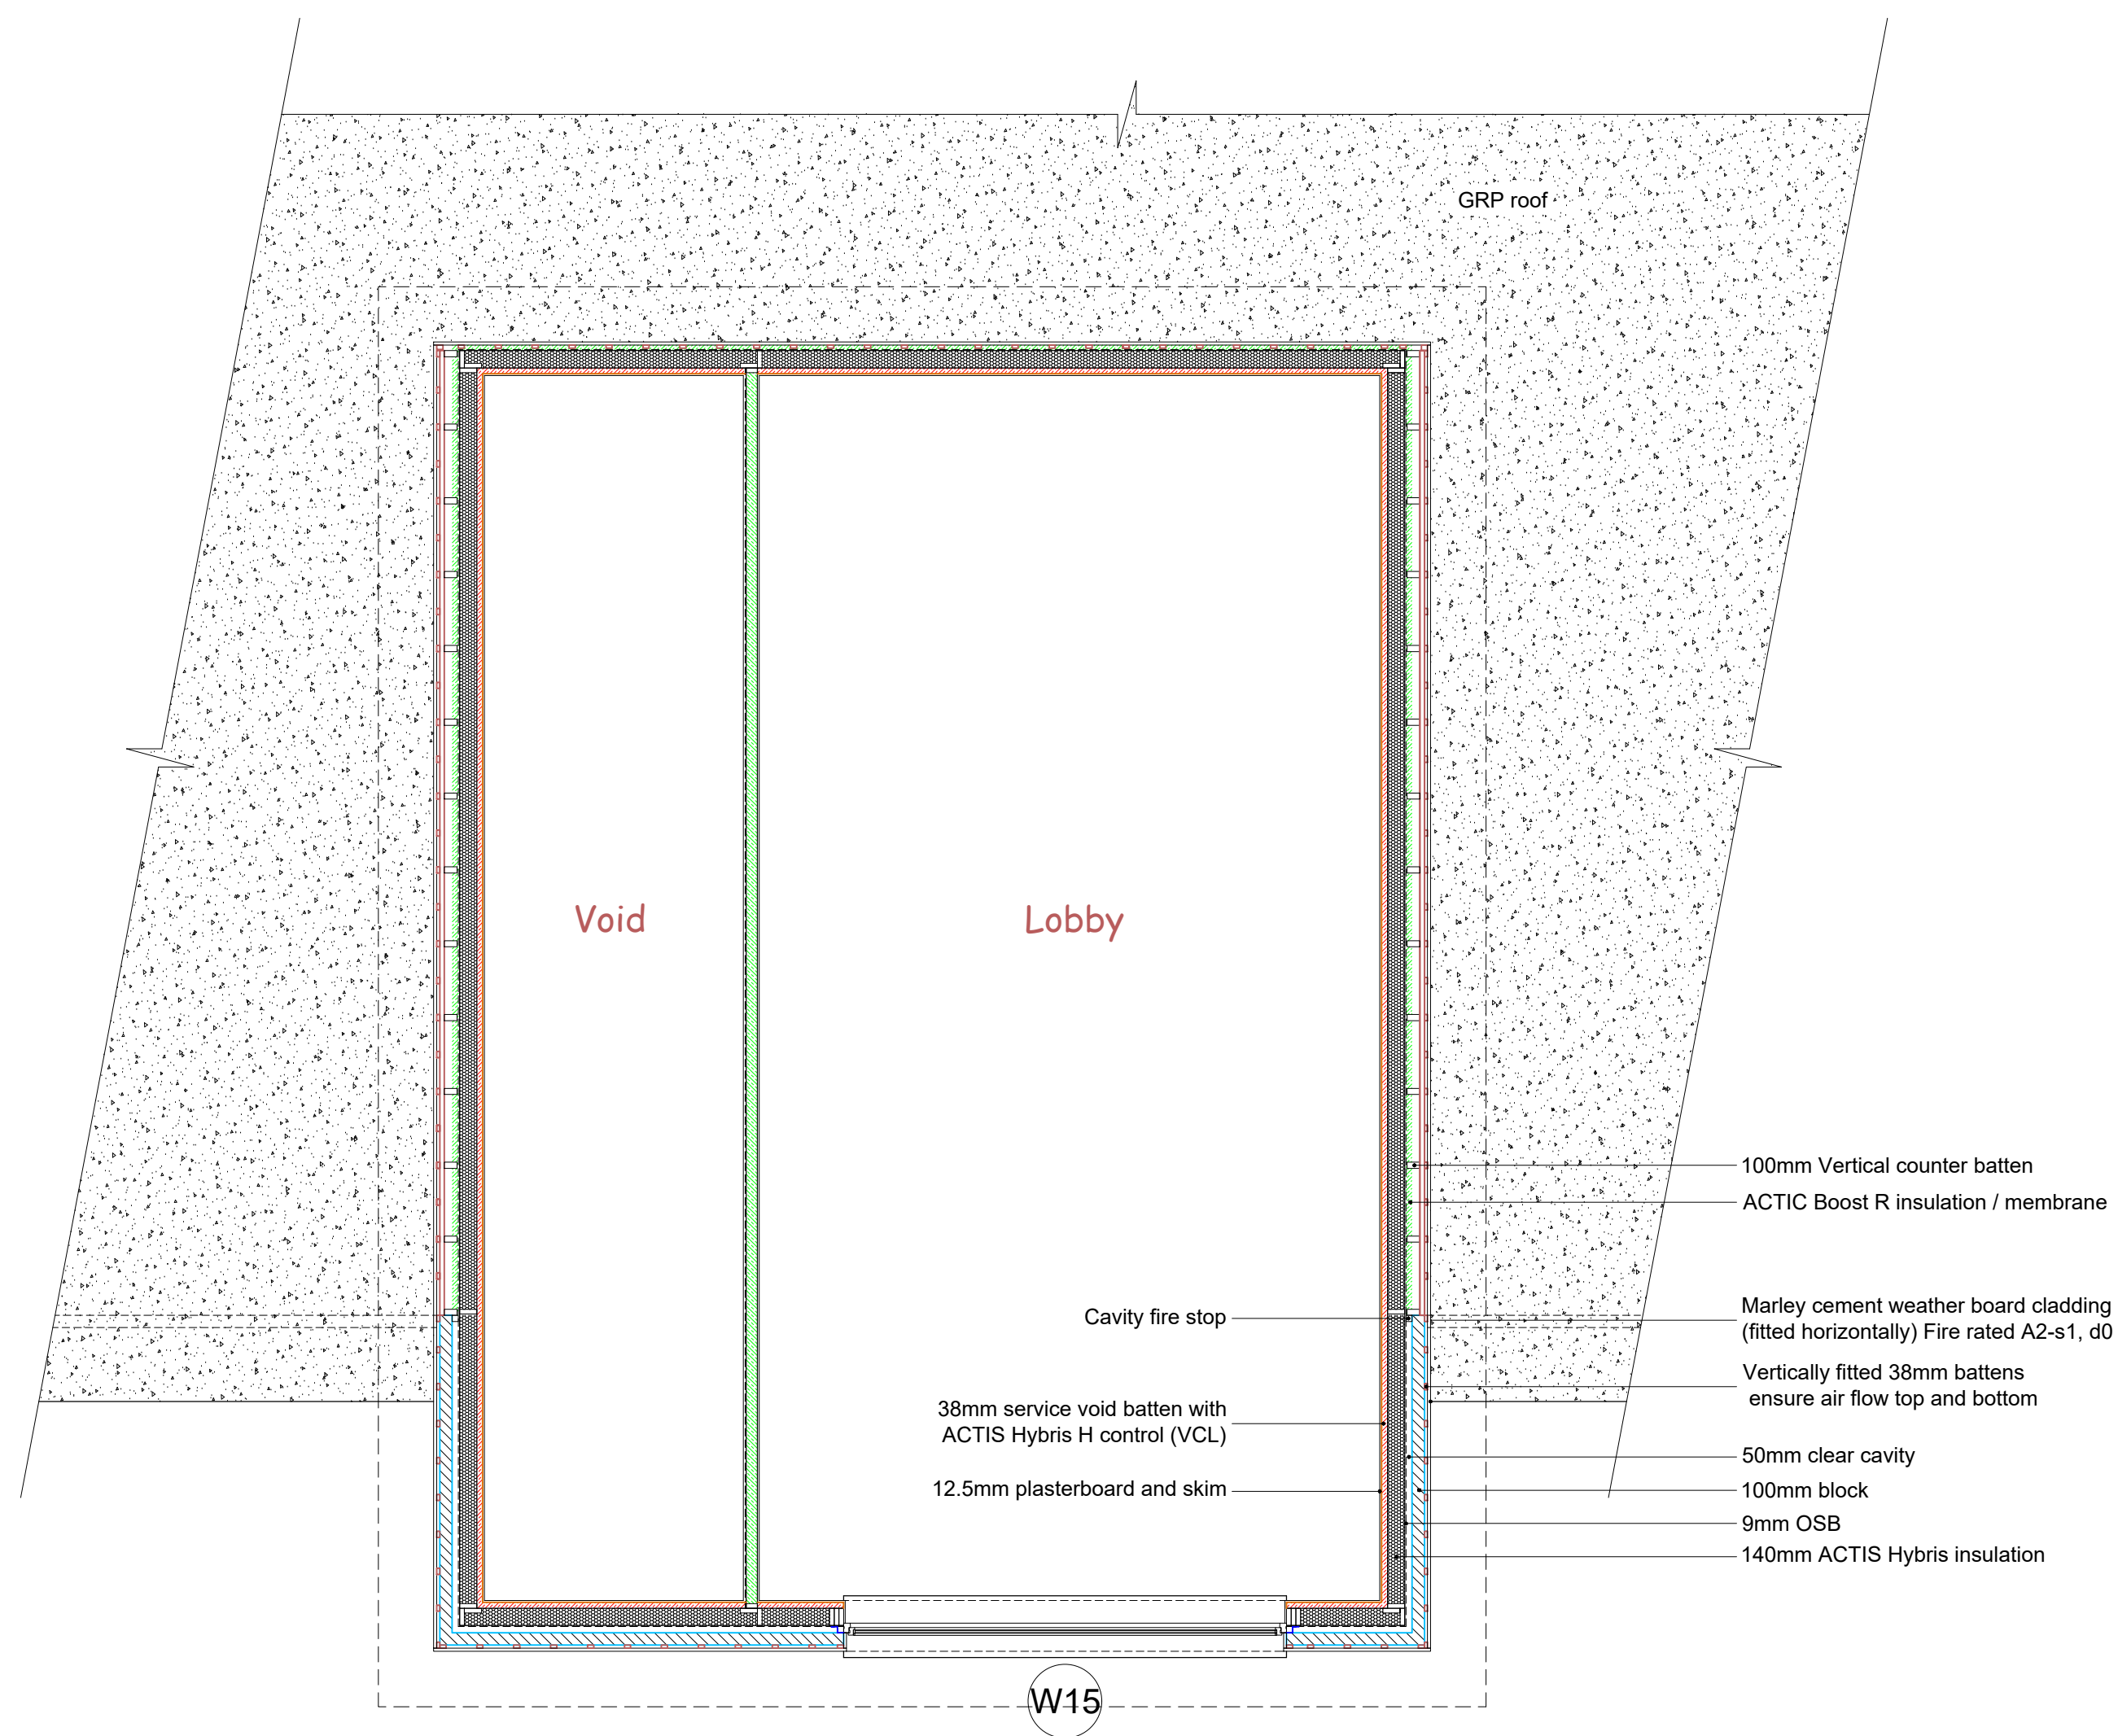 GRP roof
Void
Lobby
100mm Vertical counter batten
ACTIC Boost R insulation / membrane
Cavity fire stop
Marley cement weather board cladding
(fitted horizontally) Fire rated A2-s1, d0
Vertically fitted 38mm battens
ensure air flow top and bottom
38mm service void batten with
ACTIS Hybris H control (VCL)
50mm clear cavity
12.5mm plasterboard and skim
100mm block
9mm OSB
140mm ACTIS Hybris insulation
W15